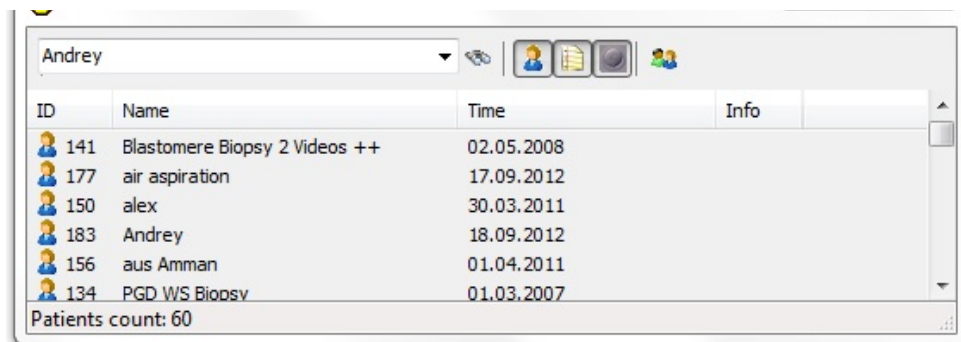 Andrey
ID Name Time Info
141 Blastomere Biopsy 2 Videos ++ 02.05.2008
177 air aspiration 17.09.2012
150 alex 30.03.2011
183 Andrey 18.09.2012
156 aus Amman 01.04.2011
134 PGD WS Biopsy 01.03.2007
Patients count: 60